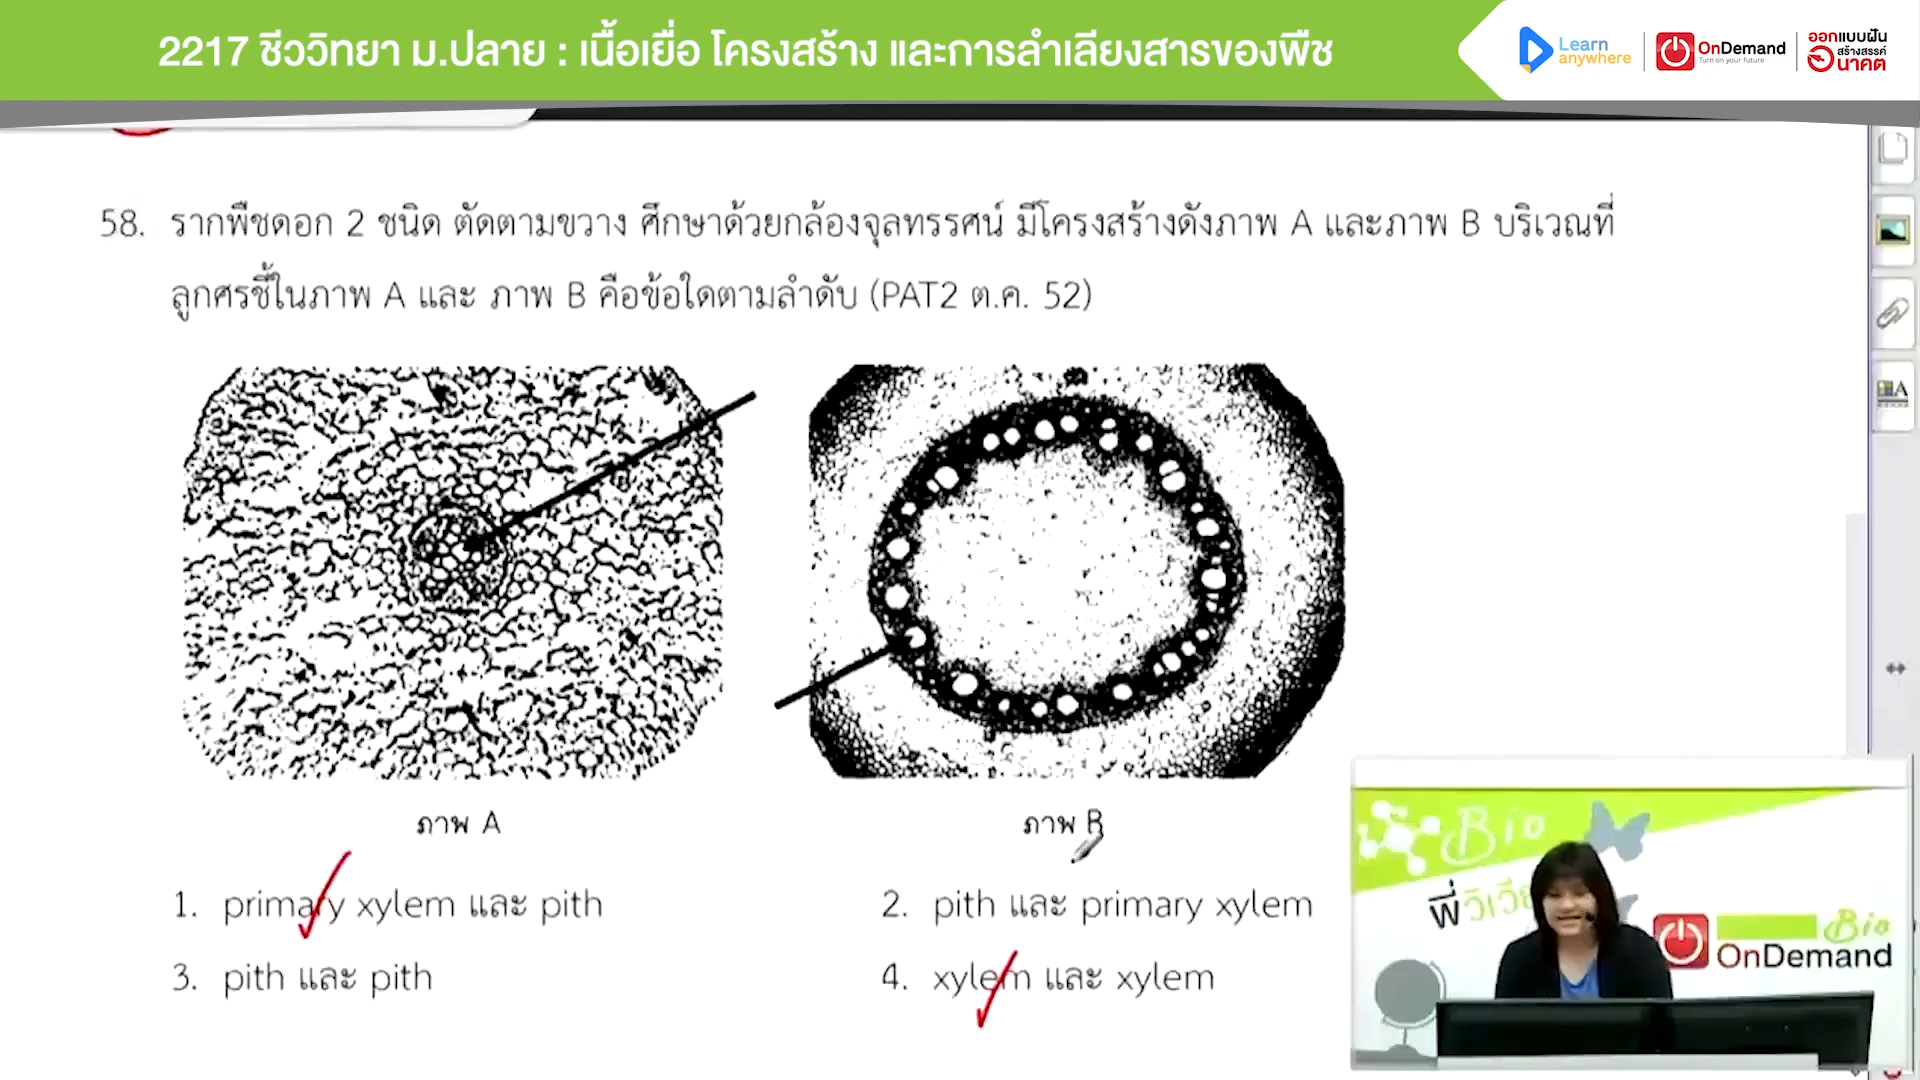 2217 ชีววิทยา ม.ปลาย : เนื้อเยื่อ โครงสร้าง และการลำเลียงสารของพืช
Learn
anywhere
OnDemand
Turn on your future
ออกแบบฝัน
สร้างสรรค์
อนาคต
58. รากพืชดอก 2 ชนิด ตัดตามขวาง ศึกษาด้วยกล้องจุลทรรศน์ มีโครงสร้างดังภาพ A และภาพ B บริเวณที่
ลูกศรชี้ในภาพ A และ ภาพ B คือข้อใดตามลำดับ (PAT2 ต.ค. 52)
ภาพ A
ภาพ B
1. primary xylem และ pith
2. pith และ primary xylem
3. pith และ pith
4. xylem และ xylem
Bio
พี่วิเวี
Bio
OnDemand